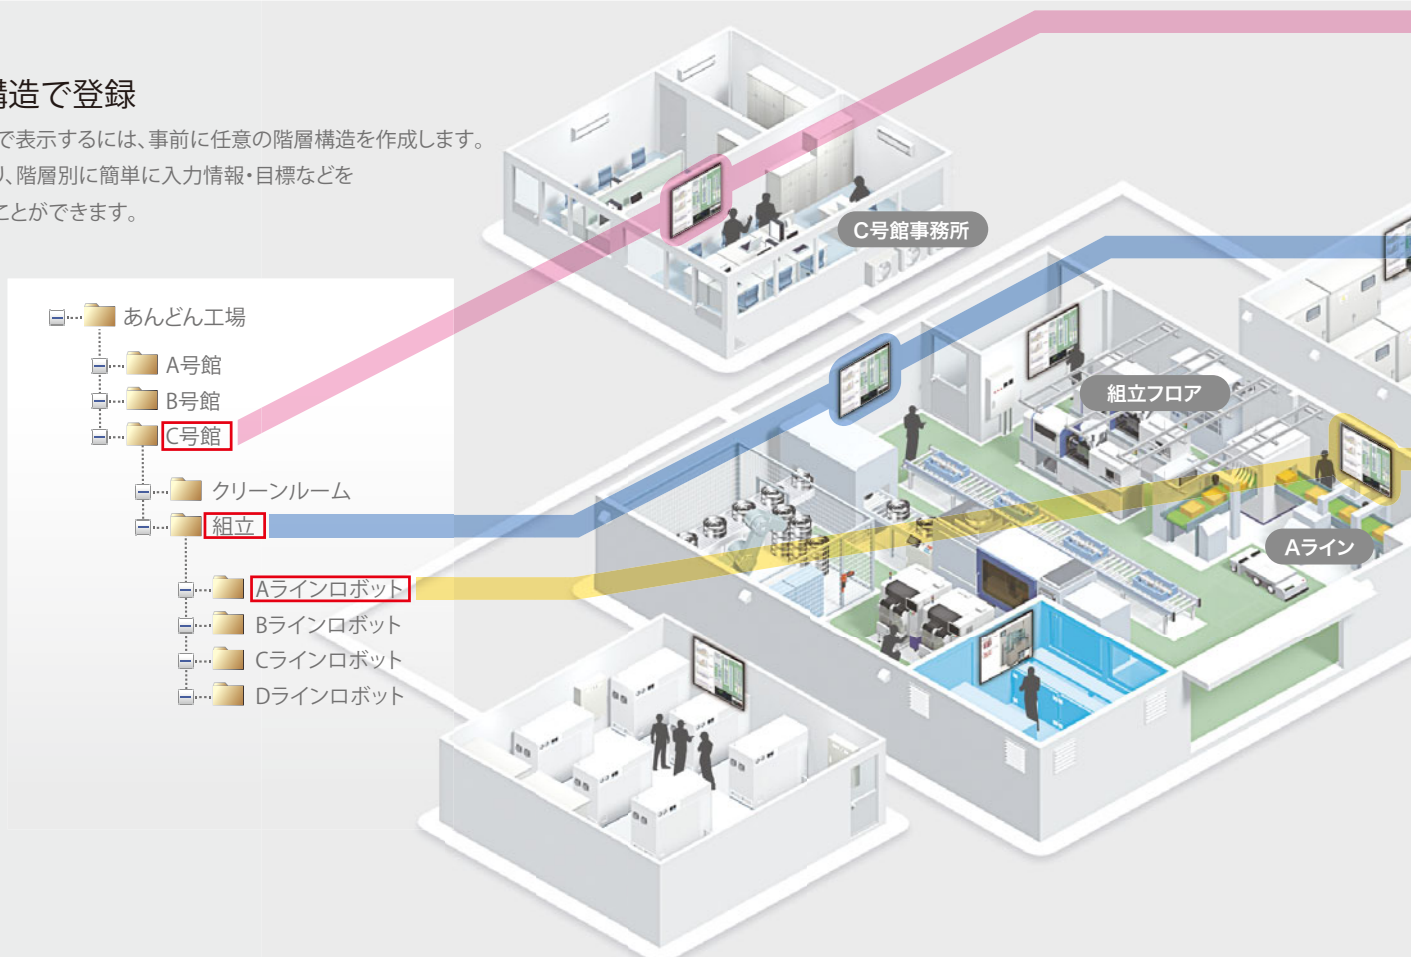 構造で登録
で表示するには、事前に任意の階層構造を作成します。
り、階層別に簡単に入力情報・目標などを
ことができます。
あんどん工場
A号館
B号館
C号館
クリーンルーム
組立
Aラインロボット
Bラインロボット
Cラインロボット
Dラインロボット
C号館事務所
組立フロア
Aライン